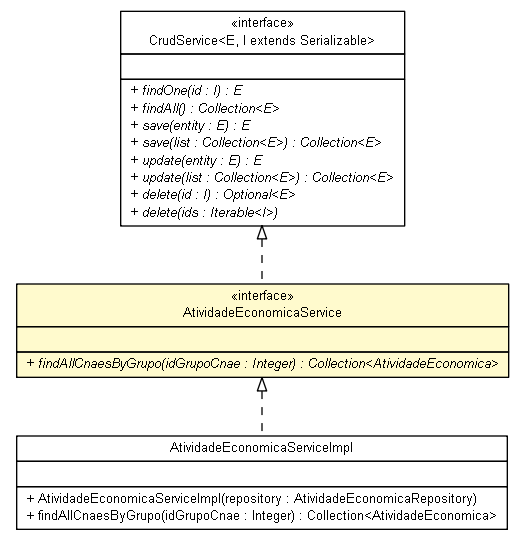 «interface»
CrudService<E, I extends Serializable>
+ findOne(id : I) : E
+ findAll() : Collection<E>
+ save(entity : E) : E
+ save(list : Collection<E>) : Collection<E>
+ update(entity : E) : E
+ update(list : Collection<E>) : Collection<E>
+ delete(id : I) : Optional<E>
+ delete(ids : Iterable<I>)
«interface»
AtividadeEconomicaService
+ findAllCnaesByGrupo(idGrupoCnae : Integer) : Collection<AtividadeEconomica>
AtividadeEconomicaServiceImpl
+ AtividadeEconomicaServiceImpl(repository : AtividadeEconomicaRepository)
+ findAllCnaesByGrupo(idGrupoCnae : Integer) : Collection<AtividadeEconomica>